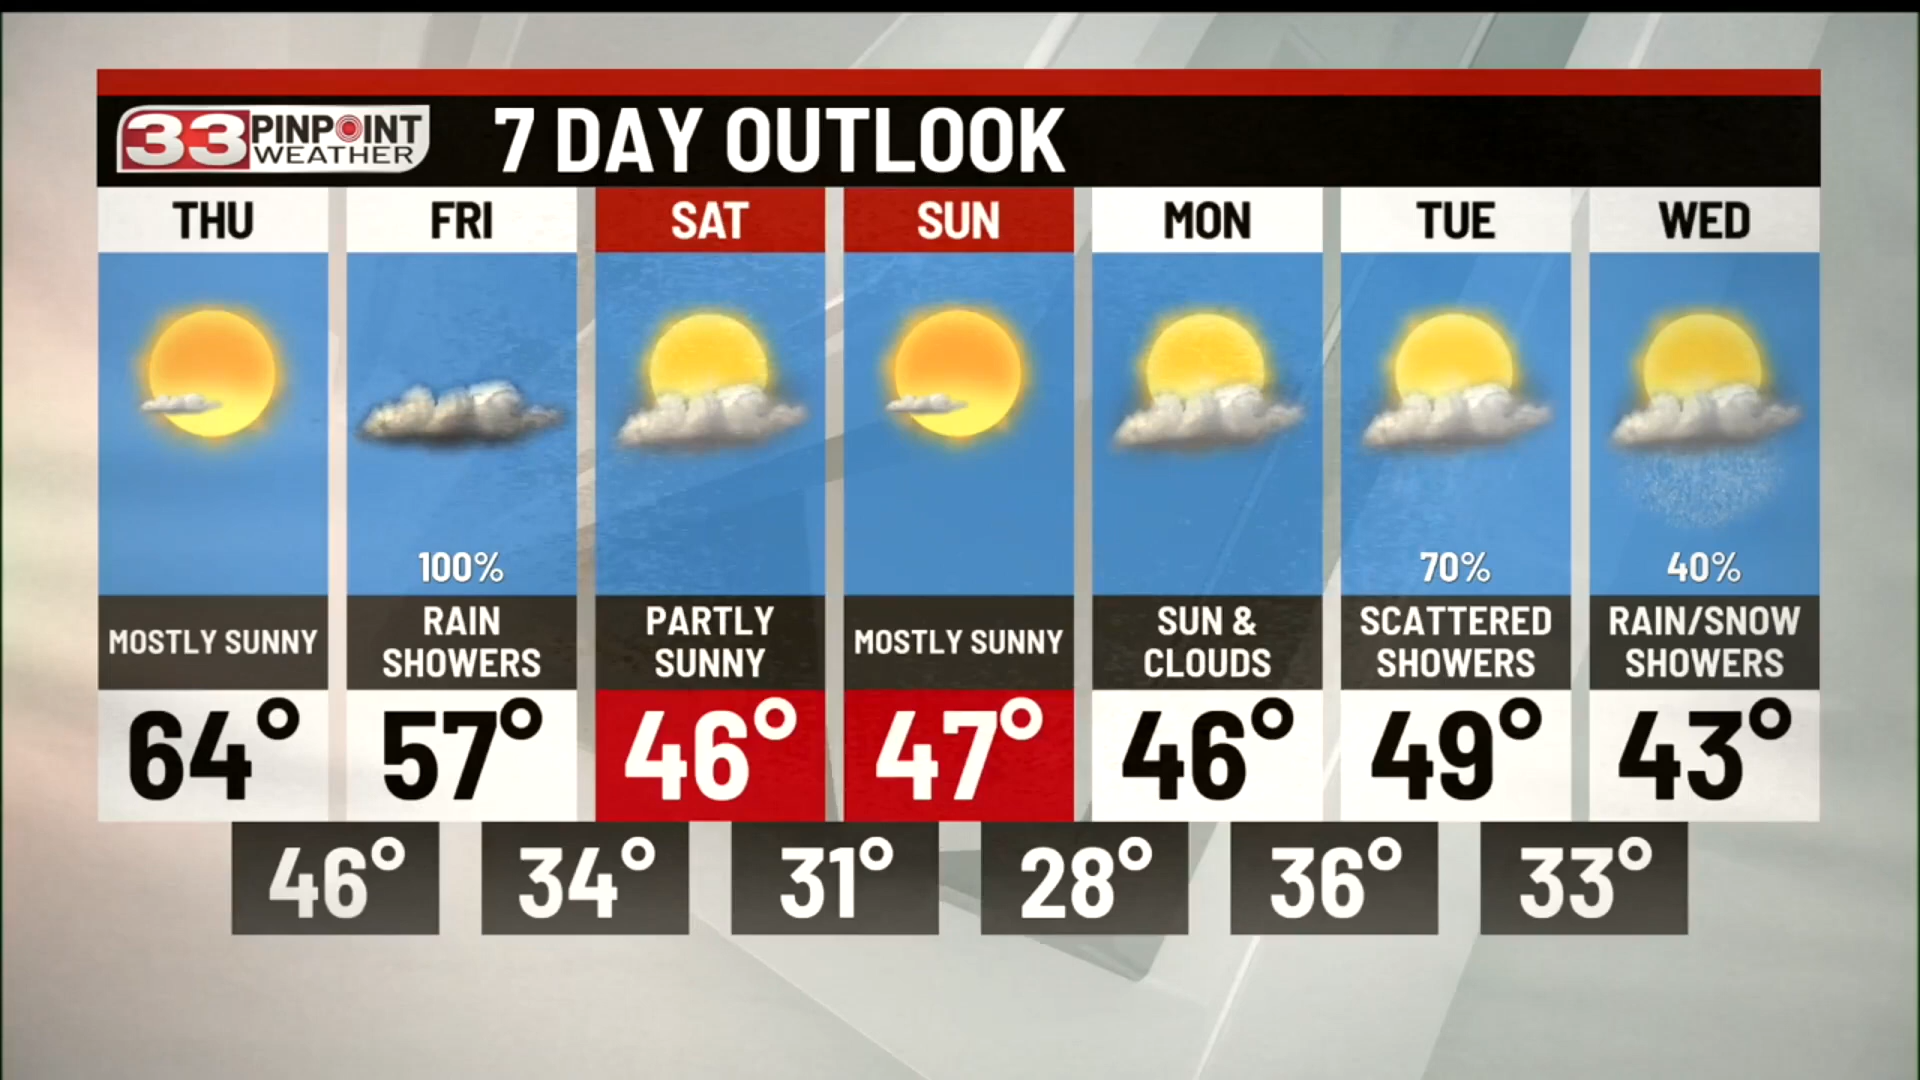 33 PINPOINT WEATHER
7 DAY OUTLOOK
THU FRI SAT SUN MON TUE WED
100% 70% 40%
MOSTLY SUNNY
RAIN
SHOWERS
PARTLY
SUNNY
MOSTLY SUNNY
SUN &
CLOUDS
SCATTERED
SHOWERS
RAIN/SNOW
SHOWERS
64° 57° 46° 47° 46° 49° 43°
46° 34° 31° 28° 36° 33°